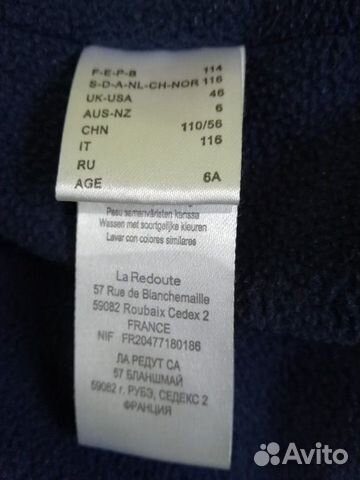 F-E-P-B 114
S-D-A-NL-CH-NOR 116
UK-USA 46
AUS-NZ 6
CHN 110/56
IT 116
RU
AGE 6A
Pesu samanväristen kanssa
Wassen met soortgelijke kleuren
Lavar con colores similares
La Redoute
57 Rue de Blanchemaille
59082 Roubaix Cedex 2
FRANCE
NIF FR20477180186
ЛА РЕДУТ СА
57 БЛАНШМАЙ
59082 г. РУБЭ, СЕДЕКС 2
ФРАНЦИЯ
Avito